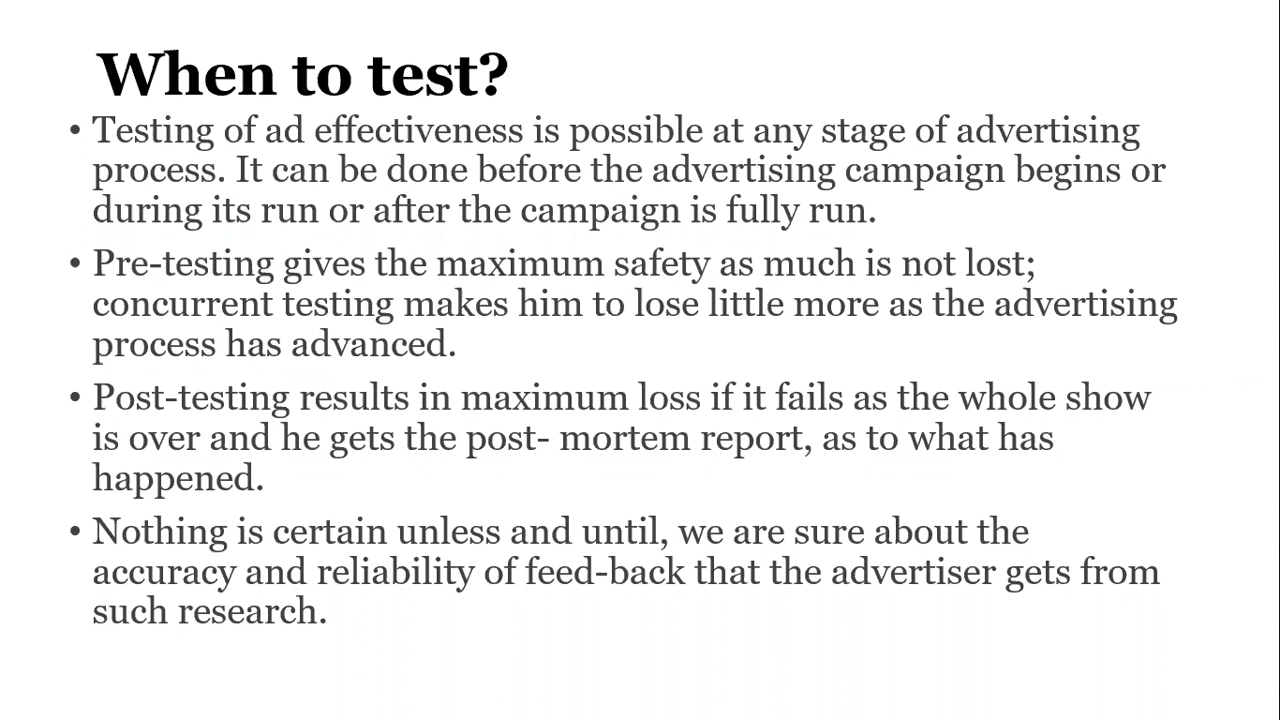 When to test?
• Testing of ad effectiveness is possible at any stage of advertising
process. It can be done before the advertising campaign begins or
during its run or after the campaign is fully run.
• Pre-testing gives the maximum safety as much is not lost;
concurrent testing makes him to lose little more as the advertising
process has advanced.
• Post-testing results in maximum loss if it fails as the whole show
is over and he gets the post- mortem report, as to what has
happened.
• Nothing is certain unless and until, we are sure about the
accuracy and reliability of feed-back that the advertiser gets from
such research.